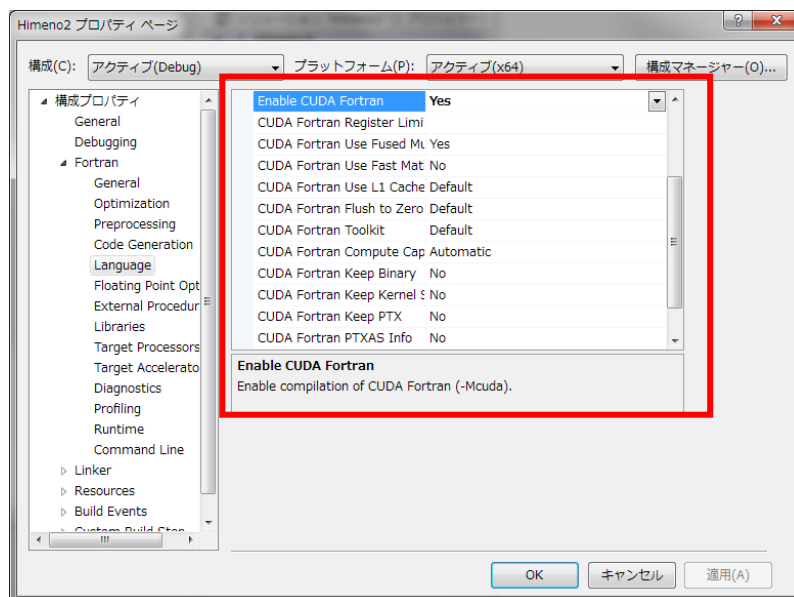 Himeno2 プロパティ ページ
構成(C): アクティブ(Debug) プラットフォーム(P): アクティブ(x64) 構成マネージャー(O)...
構成プロパティ
General
Debugging
Fortran
General
Optimization
Preprocessing
Code Generation
Language
Floating Point Opt
External Procedur
Libraries
Target Processors
Target Accelerato
Diagnostics
Profiling
Runtime
Command Line
Linker
Resources
Build Events
Custom Build Step
Enable CUDA Fortran Yes
CUDA Fortran Register Limi
CUDA Fortran Use Fused Mu Yes
CUDA Fortran Use Fast Mat No
CUDA Fortran Use L1 Cache Default
CUDA Fortran Flush to Zero Default
CUDA Fortran Toolkit Default
CUDA Fortran Compute Cap Automatic
CUDA Fortran Keep Binary No
CUDA Fortran Keep Kernel S No
CUDA Fortran Keep PTX No
CUDA Fortran PTXAS Info No
Enable CUDA Fortran
Enable compilation of CUDA Fortran (-Mcuda).
OK キャンセル 適用(A)